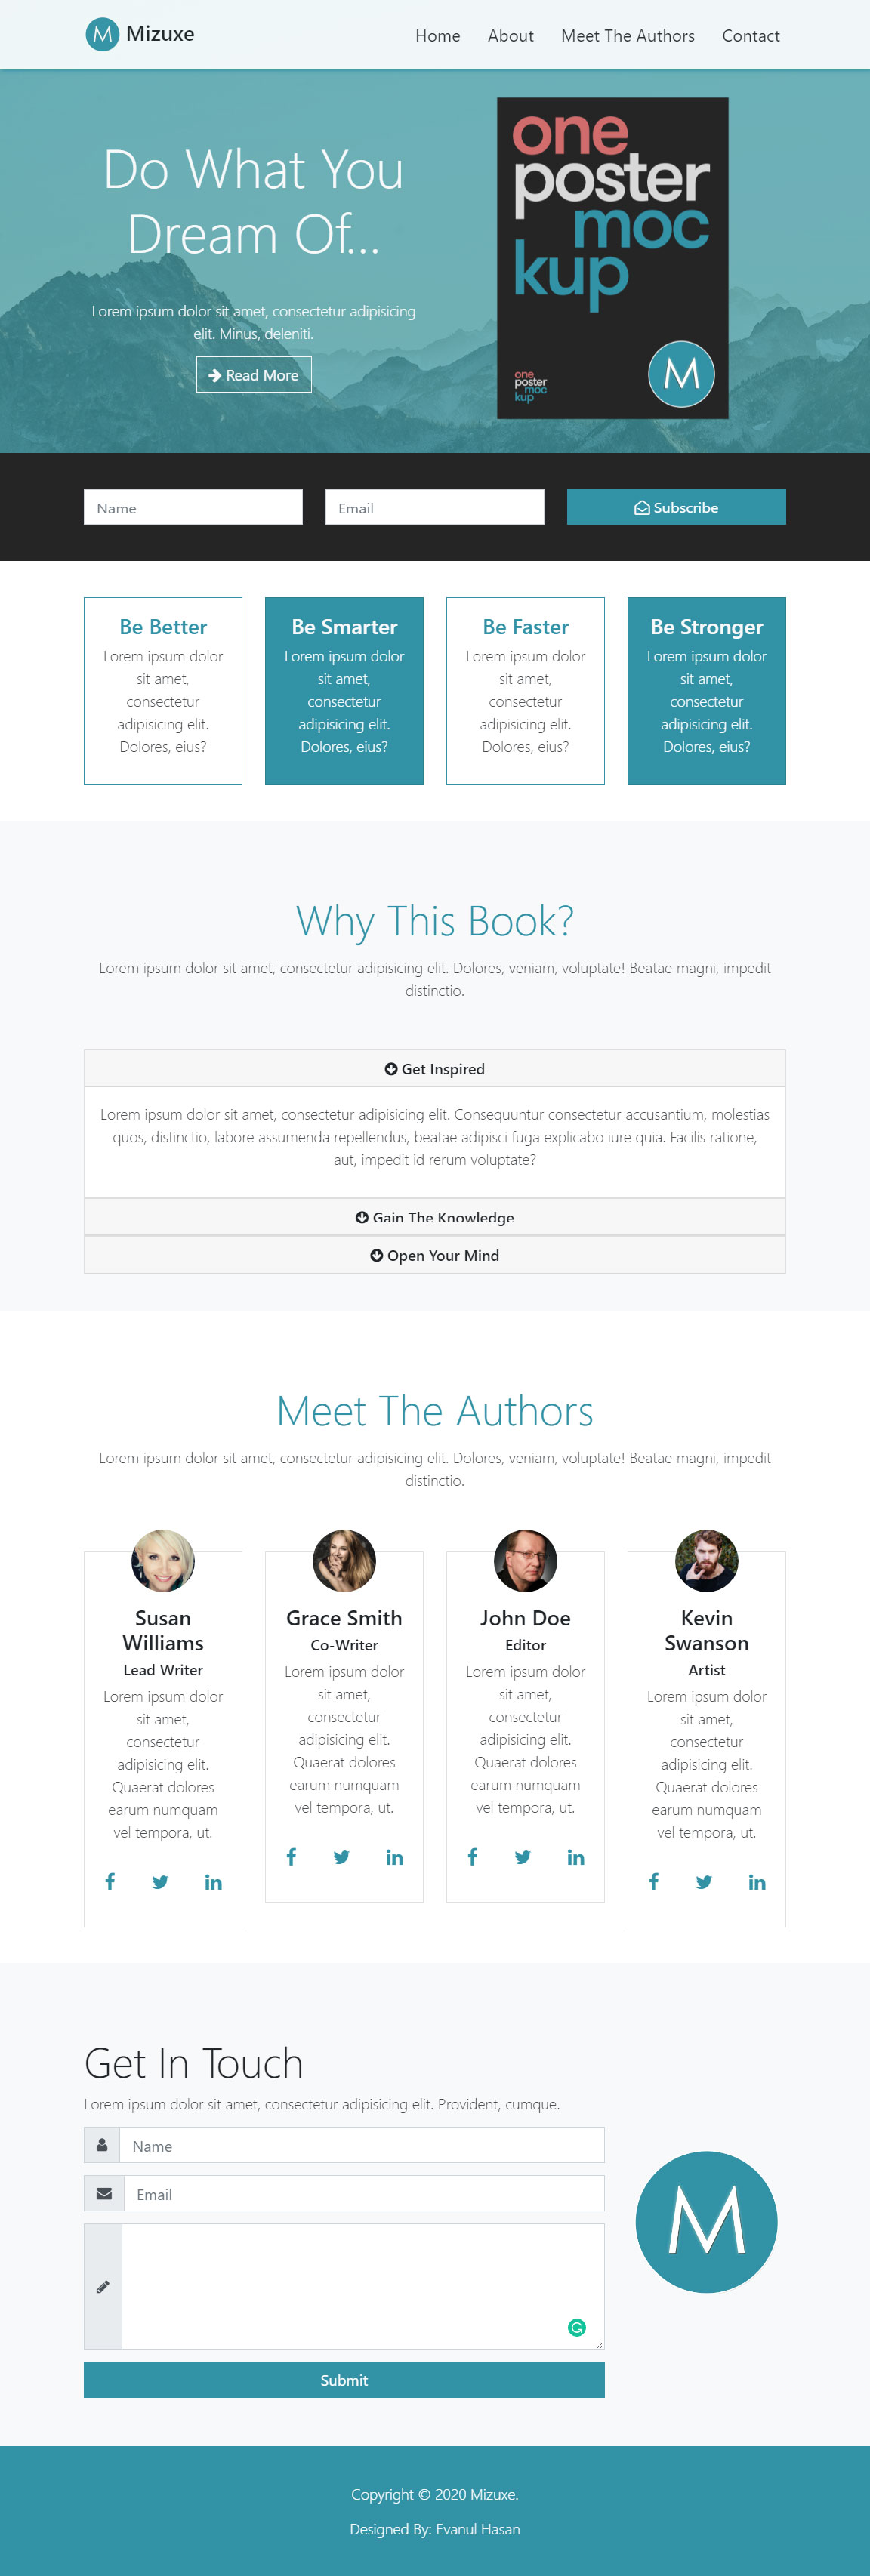 M Mizuxe
Home About Meet The Authors Contact
Do What You
Dream Of...
Lorem ipsum dolor sit amet, consectetur adipisicing
elit. Minus, deleniti.
Read More
one
poster
moc
kup
one
poster
moc
kup
M
Name
Email
Subscribe
Be Better
Lorem ipsum dolor
sit amet,
consectetur
adipisicing elit.
Dolores, eius?
Be Smarter
Lorem ipsum dolor
sit amet,
consectetur
adipisicing elit.
Dolores, eius?
Be Faster
Lorem ipsum dolor
sit amet,
consectetur
adipisicing elit.
Dolores, eius?
Be Stronger
Lorem ipsum dolor
sit amet,
consectetur
adipisicing elit.
Dolores, eius?
Why This Book?
Lorem ipsum dolor sit amet, consectetur adipisicing elit. Dolores, veniam, voluptate! Beatae magni, impedit
distinctio.
Get Inspired
Lorem ipsum dolor sit amet, consectetur adipisicing elit. Consequuntur consectetur accusantium, molestias
quos, distinctio, labore assumenda repellendus, beatae adipisci fuga explicabo iure quia. Facilis ratione,
aut, impedit id rerum voluptate?
Gain The Knowledge
Open Your Mind
Meet The Authors
Lorem ipsum dolor sit amet, consectetur adipisicing elit. Dolores, veniam, voluptate! Beatae magni, impedit
distinctio.
Susan
Williams
Lead Writer
Lorem ipsum dolor
sit amet,
consectetur
adipisicing elit.
Quaerat dolores
earum numquam
vel tempora, ut.
Grace Smith
Co-Writer
Lorem ipsum dolor
sit amet,
consectetur
adipisicing elit.
Quaerat dolores
earum numquam
vel tempora, ut.
John Doe
Editor
Lorem ipsum dolor
sit amet,
consectetur
adipisicing elit.
Quaerat dolores
earum numquam
vel tempora, ut.
Kevin
Swanson
Artist
Lorem ipsum dolor
sit amet,
consectetur
adipisicing elit.
Quaerat dolores
earum numquam
vel tempora, ut.
Get In Touch
Lorem ipsum dolor sit amet, consectetur adipisicing elit. Provident, cumque.
Name
Email
Submit
M
Copyright © 2020 Mizuxe.
Designed By: Evanul Hasan